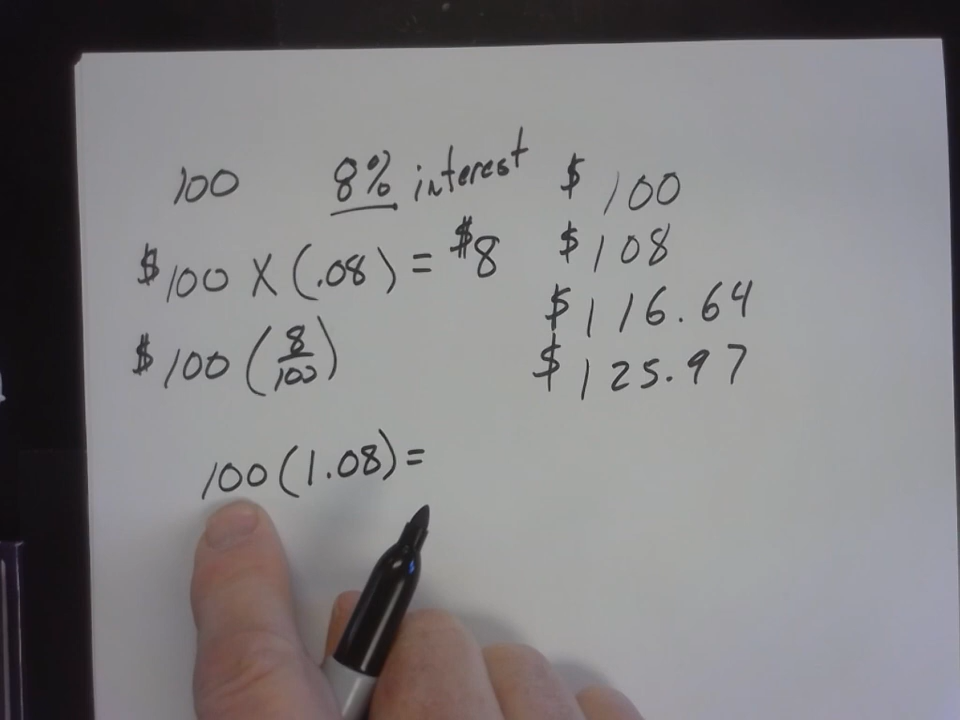 100 8% interest $ 100
$100 X (.08) = $8 $ 108
$100 (8/100) $ 116.64
$ 125.97
100 (1.08) =